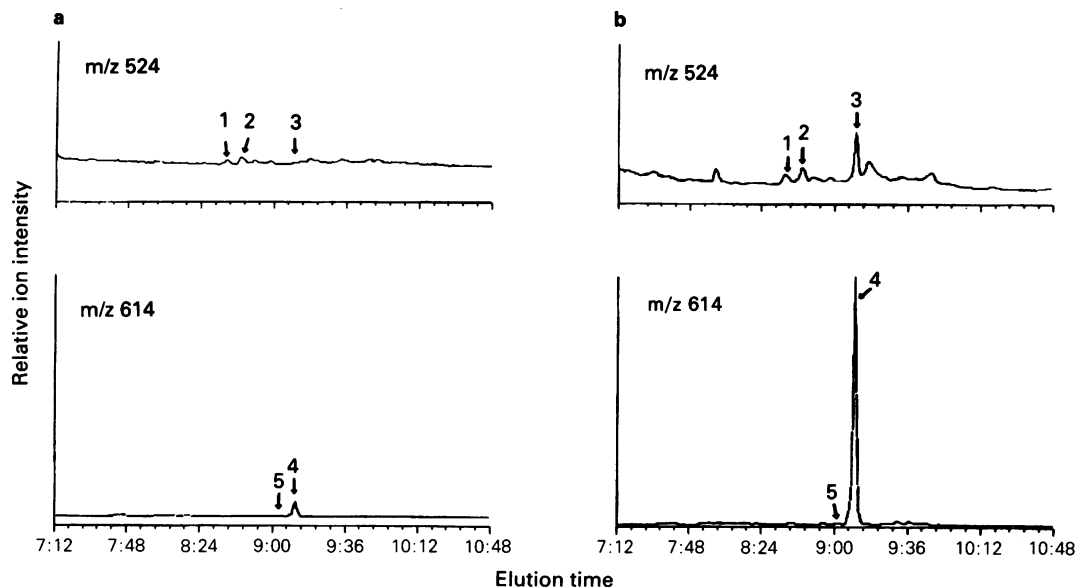 a
m/z 524
1 2 3
m/z 614
5 4
7:12 7:48 8:24 9:00 9:36 10:12 10:48
b
m/z 524
1 2 3
m/z 614
4
5
7:12 7:48 8:24 9:00 9:36 10:12 10:48
Relative ion intensity
Elution time